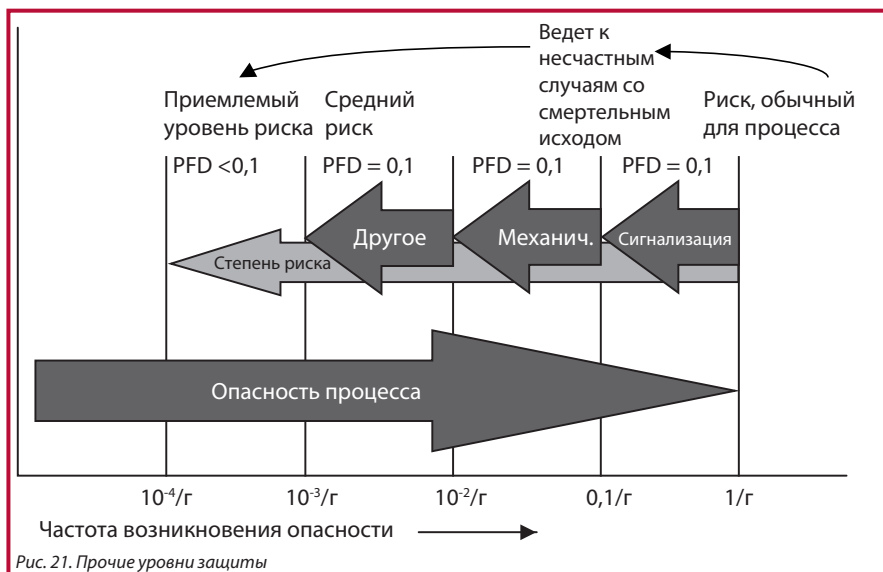 Ведет к
несчастным
случаям со
смертельным
исходом
Приемлемый
уровень риска
Средний
риск
Риск, обычный
для процесса
PFD <0,1
PFD = 0,1
PFD = 0,1
PFD = 0,1
Другое
Механич.
Сигнализация
Степень риска
Опасность процесса
10⁻⁴/г
10⁻³/г
10⁻²/г
0,1/г
1/г
Частота возникновения опасности
Рис. 21. Прочие уровни защиты